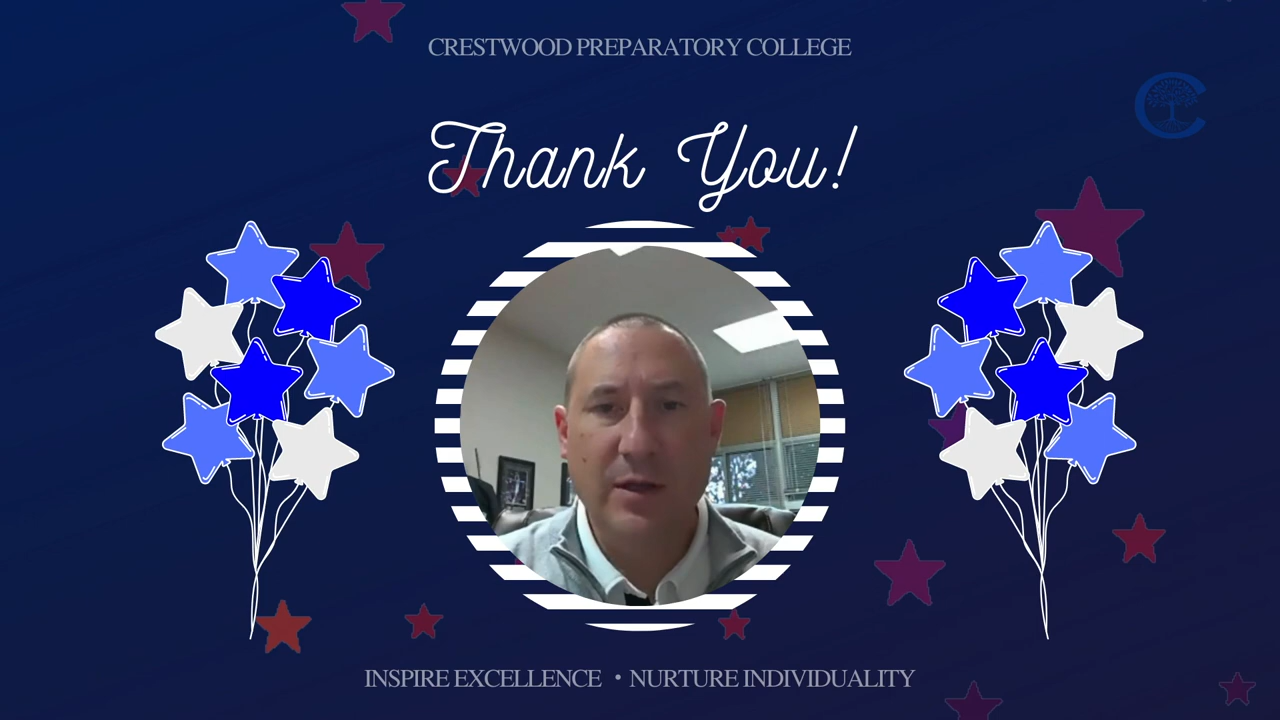 CRESTWOOD PREPARATORY COLLEGE
Thank You!
INSPIRE EXCELLENCE • NURTURE INDIVIDUALITY